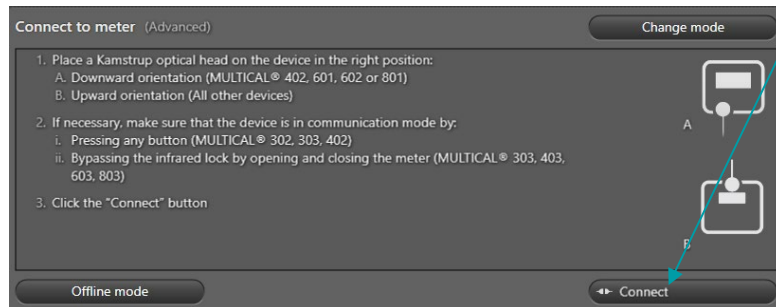 Connect to meter (Advanced)
Change mode
1. Place a Kamstrup optical head on the device in the right position:
A. Downward orientation (MULTICAL® 402, 601, 602 or 801)
B. Upward orientation (All other devices)
2. If necessary, make sure that the device is in communication mode by:
i. Pressing any button (MULTICAL® 302, 303, 402)
ii. Bypassing the infrared lock by opening and closing the meter (MULTICAL® 303, 403,
603, 803)
3. Click the "Connect" button
A
B
Offline mode
Connect